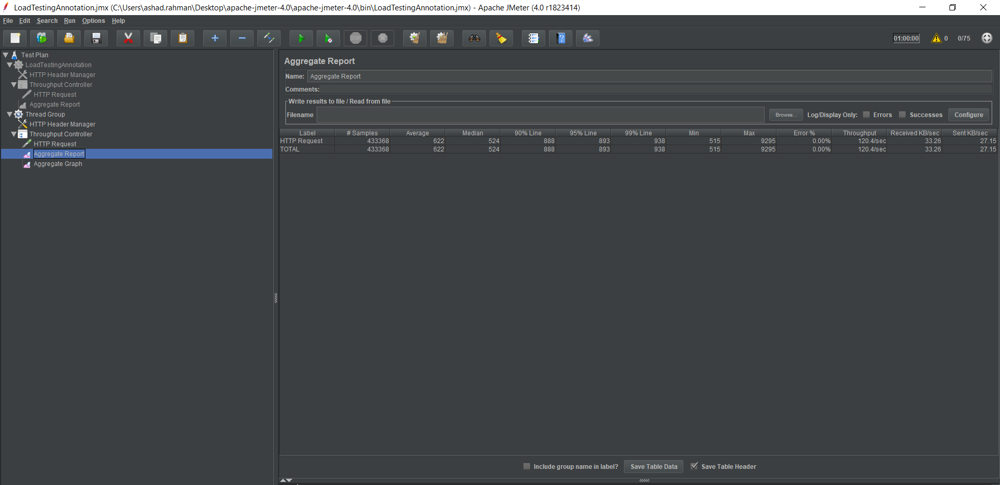 LoadTestingAnnotation.jmx (C:\Users\ashad.rahman\Desktop\apache-jmeter-4.0\apache-jmeter-4.0\bin\LoadTestingAnnotation.jmx) - Apache JMeter (4.0 r1823414)
File Edit Search Run Options Help
STOP 01:00:00 0 0/75
Test Plan
LoadTestingAnnotation
HTTP Header Manager
Throughput Controller
HTTP Request
Aggregate Report
Thread Group
HTTP Header Manager
Throughput Controller
HTTP Request
Aggregate Report
Aggregate Graph
Aggregate Report
Name: Aggregate Report
Comments:
Write results to file / Read from file
Filename Browse... Log/Display Only: Errors Successes Configure
Label # Samples Average Median 90% Line 95% Line 99% Line Min Max Error % Throughput Received KB/sec Sent KB/sec
HTTP Request 433368 622 524 888 893 938 515 9295 0.00% 120.4/sec 33.26 27.15
TOTAL 433368 622 524 888 893 938 515 9295 0.00% 120.4/sec 33.26 27.15
Include group name in label? Save Table Data Save Table Header